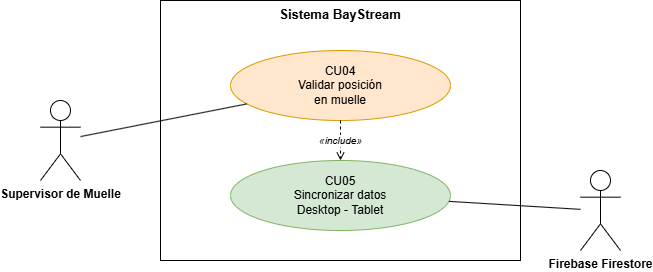 Sistema BayStream
CU04
Validar posición
en muelle
«include»
Supervisor de Muelle
CU05
Sincronizar datos
Desktop - Tablet
Firebase Firestore